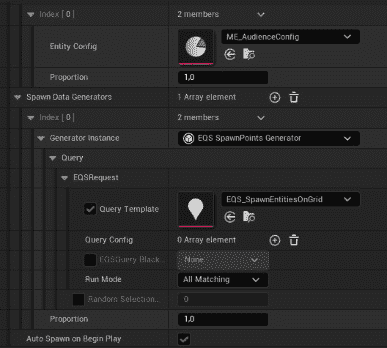 Index [ 0 ] 2 members
ME_AudienceConfig
Entity Config
Proportion 1,0
Spawn Data Generators 1 Array element
Index [ 0 ] 2 members
Generator Instance EQS SpawnPoints Generator
Query
EQSRequest
EQS_SpawnEntitiesOnGrid
Query Template
Query Config 0 Array element
EQSQuery Black.. None
Run Mode All Matching
Random Selection.. 0
Proportion 1,0
Auto Spawn on Begin Play